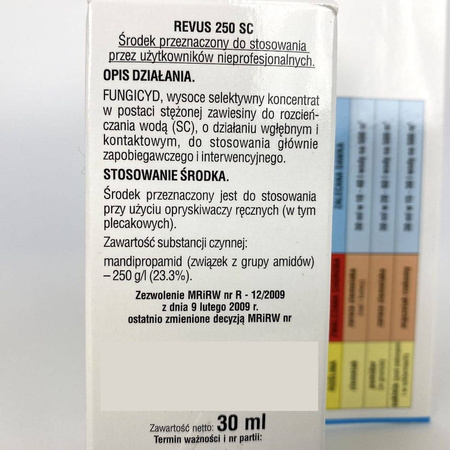 REVUS 250 SC
Środek przeznaczony do stosowania
przez użytkowników nieprofesjonalnych.
OPIS DZIAŁANIA.
FUNGICYD, wysoce selektywny koncentrat
w postaci stężonej zawiesiny do rozcień-
czania wodą (SC), o działaniu wgłębnym i
kontaktowym, do stosowania głównie
zapobiegawczego i interwencyjnego.
STOSOWANIE ŚRODKA.
Środek przeznaczony jest do stosowania
przy użyciu opryskiwaczy ręcznych (w tym
plecakowych).
Zawartość substancji czynnej:
mandipropamid (związek z grupy amidów)
– 250 g/l (23.3%).
Zezwolenie MRiRW nr R - 12/2009
z dnia 9 lutego 2009 r.
ostatnio zmienione decyzją MRiRW nr
Zawartość netto: 30 ml
Termin ważności i nr partii: